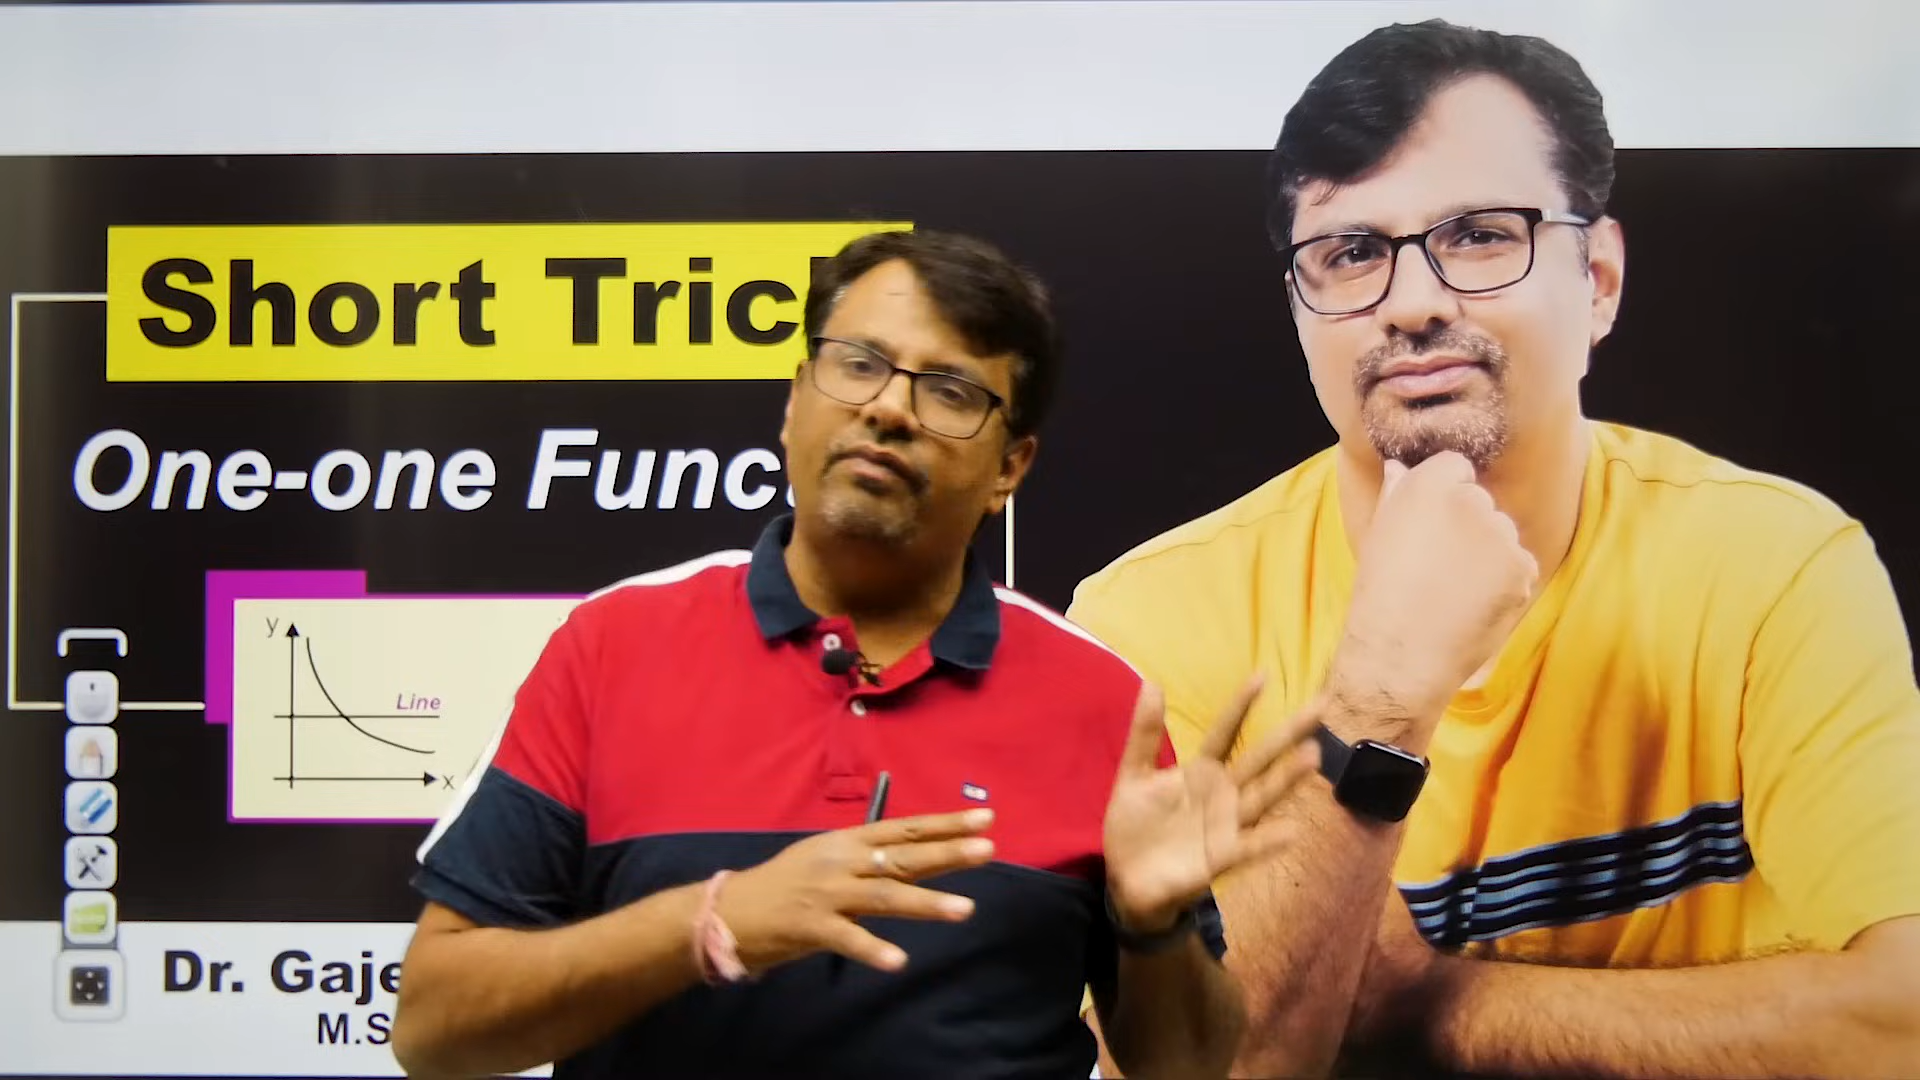 Short Tric
One-one Func
y
Line
x
Dr. Gaje
M.S